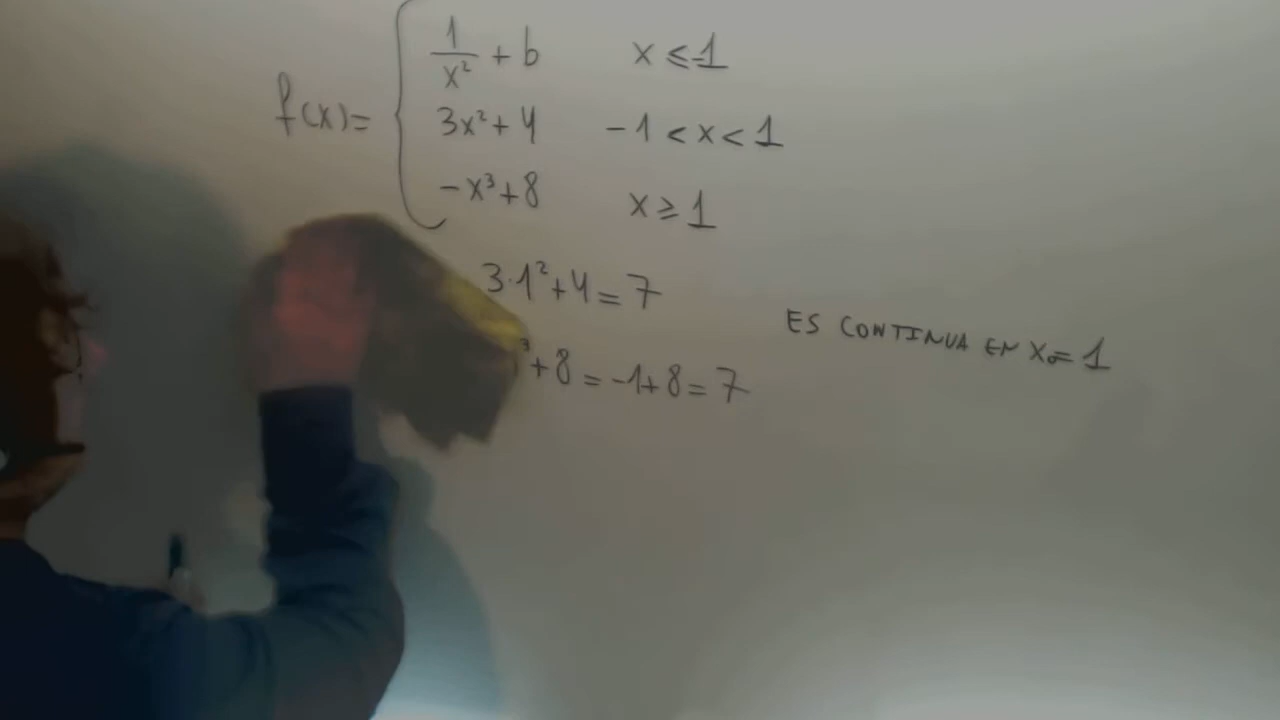 f(x)= { 1/x² + b x ≤ -1
3x² + 4 -1 < x < 1
-x³ + 8 x ≥ 1
3·1² + 4 = 7
ES CONTINUA EN x₀ = 1
³ + 8 = -1 + 8 = 7